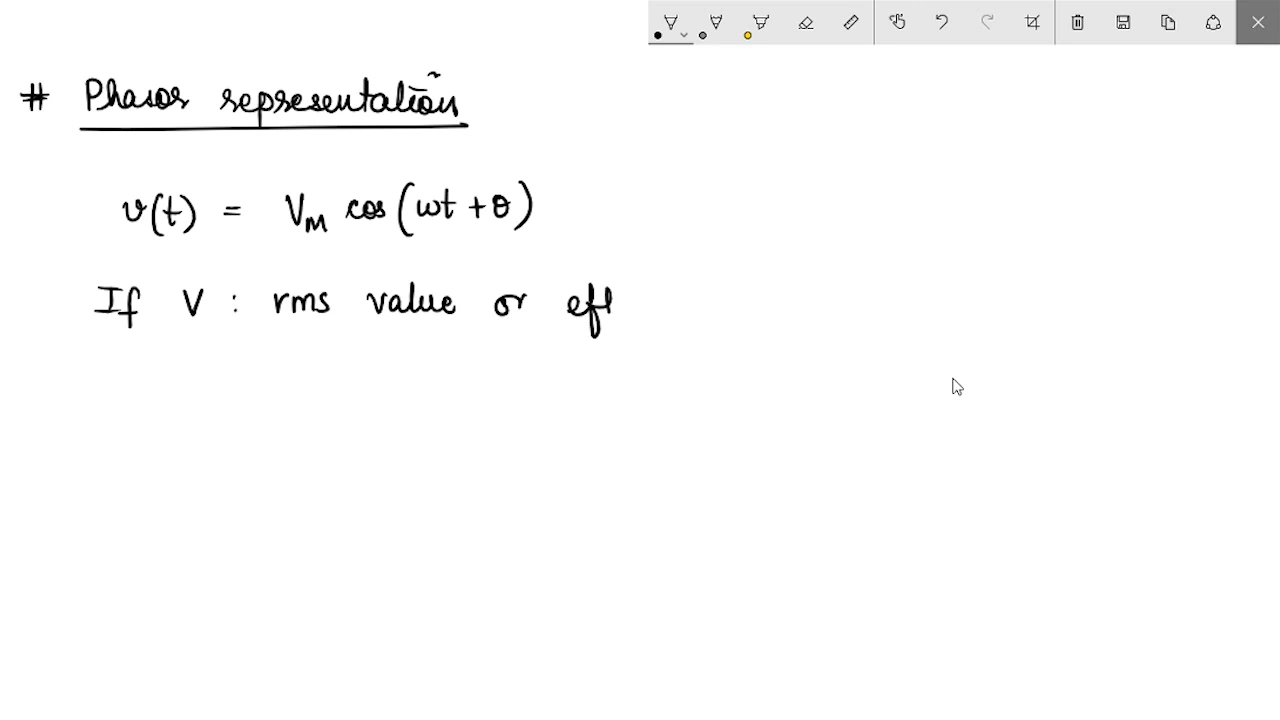 # Phasor representation
v(t) = V_M cos(ωt + θ)
If V : rms value or eff